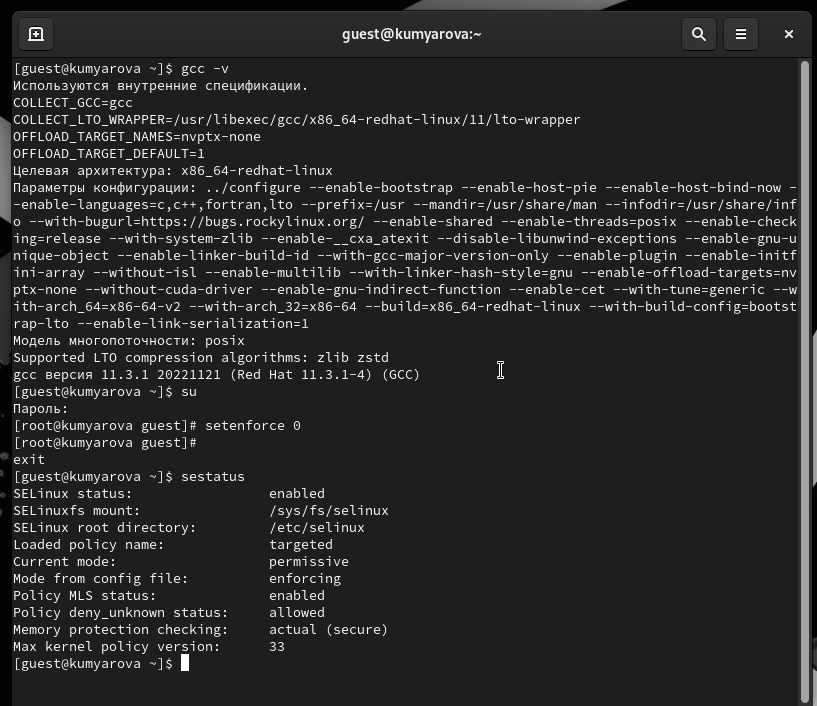 guest@kumyarova:~
[guest@kumyarova ~]$ gcc -v
Используются внутренние спецификации.
COLLECT_GCC=gcc
COLLECT_LTO_WRAPPER=/usr/libexec/gcc/x86_64-redhat-linux/11/lto-wrapper
OFFLOAD_TARGET_NAMES=nvptx-none
OFFLOAD_TARGET_DEFAULT=1
Целевая архитектура: x86_64-redhat-linux
Параметры конфигурации: ../configure --enable-bootstrap --enable-host-pie --enable-host-bind-now -
-enable-languages=c,c++,fortran,lto --prefix=/usr --mandir=/usr/share/man --infodir=/usr/share/inf
o --with-bugurl=https://bugs.rockylinux.org/ --enable-shared --enable-threads=posix --enable-check
ing=release --with-system-zlib --enable-__cxa_atexit --disable-libunwind-exceptions --enable-gnu-u
nique-object --enable-linker-build-id --with-gcc-major-version-only --enable-plugin --enable-initf
ini-array --without-isl --enable-multilib --with-linker-hash-style=gnu --enable-offload-targets=nv
ptx-none --without-cuda-driver --enable-gnu-indirect-function --enable-cet --with-tune=generic --w
ith-arch_64=x86-64-v2 --with-arch_32=x86-64 --build=x86_64-redhat-linux --with-build-config=bootst
rap-lto --enable-link-serialization=1
Модель многопоточности: posix
Supported LTO compression algorithms: zlib zstd
gcc версия 11.3.1 20221121 (Red Hat 11.3.1-4) (GCC)
[guest@kumyarova ~]$ su
Пароль:
[root@kumyarova guest]# setenforce 0
[root@kumyarova guest]#
exit
[guest@kumyarova ~]$ sestatus
SELinux status:                 enabled
SELinuxfs mount:                /sys/fs/selinux
SELinux root directory:         /etc/selinux
Loaded policy name:             targeted
Current mode:                   permissive
Mode from config file:          enforcing
Policy MLS status:              enabled
Policy deny_unknown status:     allowed
Memory protection checking:     actual (secure)
Max kernel policy version:      33
[guest@kumyarova ~]$